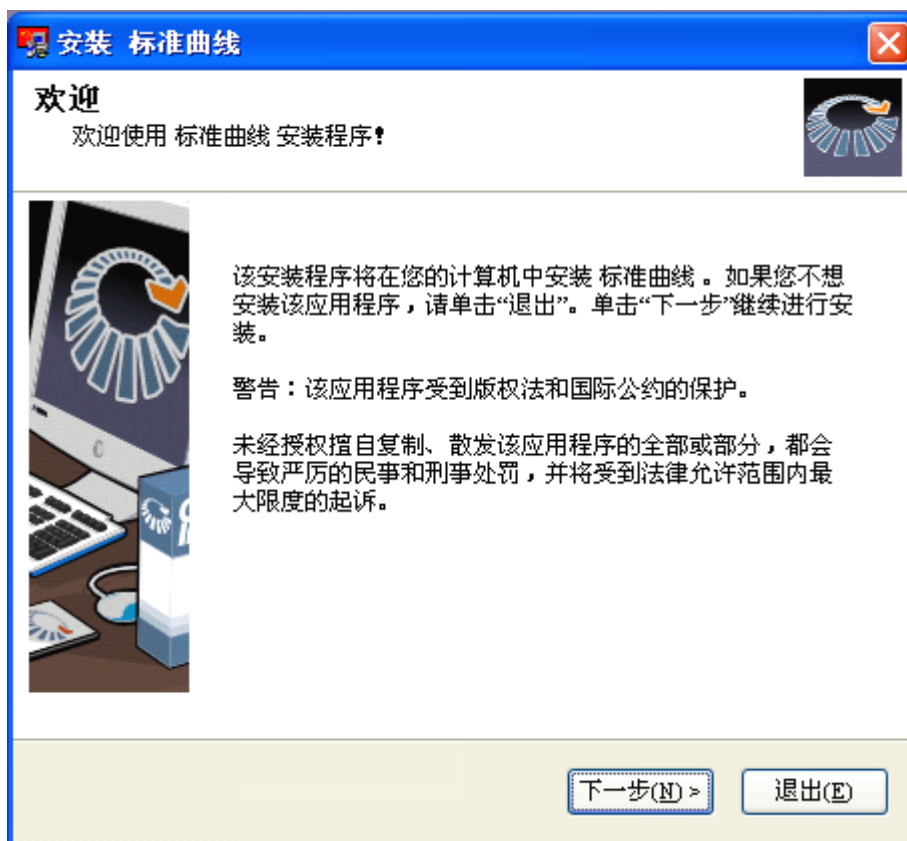 安装 标准曲线
欢迎
欢迎使用 标准曲线 安装程序!
该安装程序将在您的计算机中安装 标准曲线 。如果您不想
安装该应用程序，请单击“退出”。单击“下一步”继续进行安
装。
警告：该应用程序受到版权法和国际公约的保护。
未经授权擅自复制、散发该应用程序的全部或部分，都会
导致严厉的民事和刑事处罚，并将受到法律允许范围内最
大限度的起诉。
下一步(N) >
退出(E)